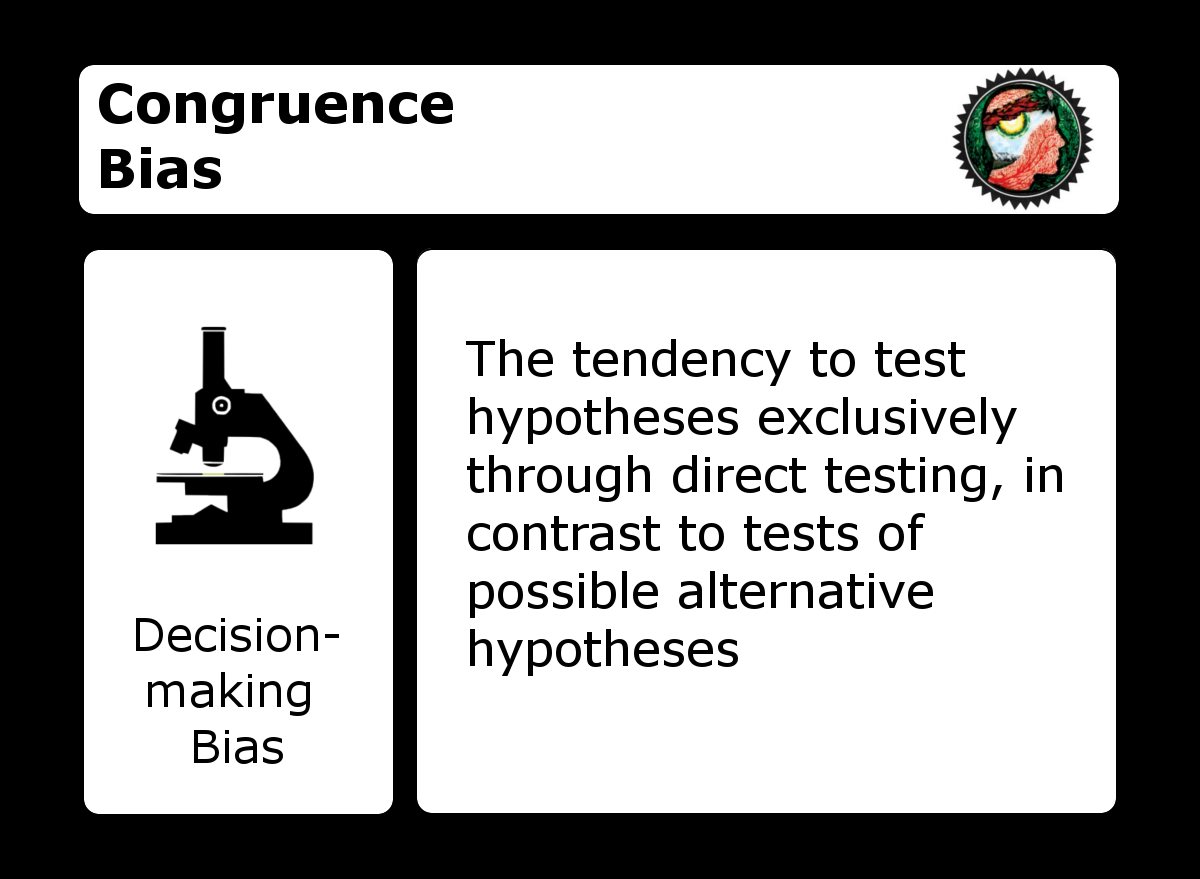 Congruence
Bias
Decision-
making
Bias
The tendency to test
hypotheses exclusively
through direct testing, in
contrast to tests of
possible alternative
hypotheses